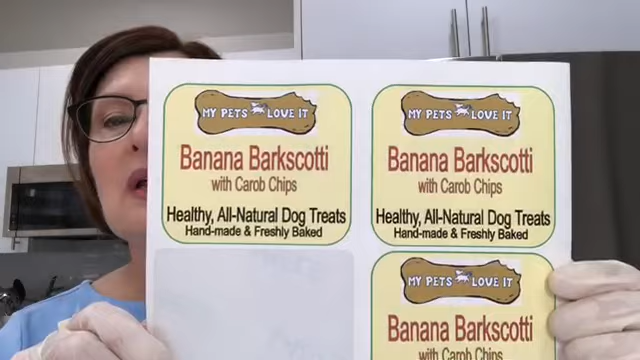 MY PETS LOVE IT
Banana Barkscotti
with Carob Chips
Healthy, All-Natural Dog Treats
Hand-made & Freshly Baked
MY PETS LOVE IT
Banana Barkscotti
with Carob Chips
Healthy, All-Natural Dog Treats
Hand-made & Freshly Baked
MY PETS LOVE IT
Banana Barkscotti
with Carob Chips